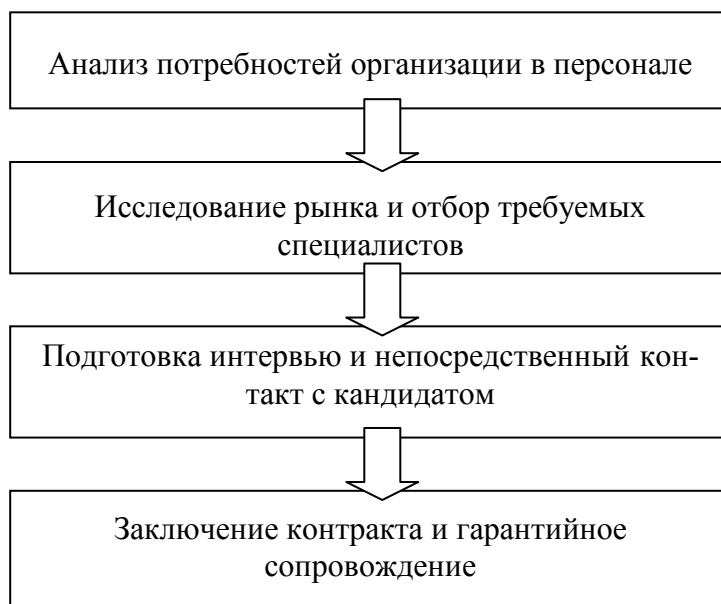 Анализ потребностей организации в персонале
Исследование рынка и отбор требуемых
специалистов
Подготовка интервью и непосредственный кон-
такт с кандидатом
Заключение контракта и гарантийное
сопровождение